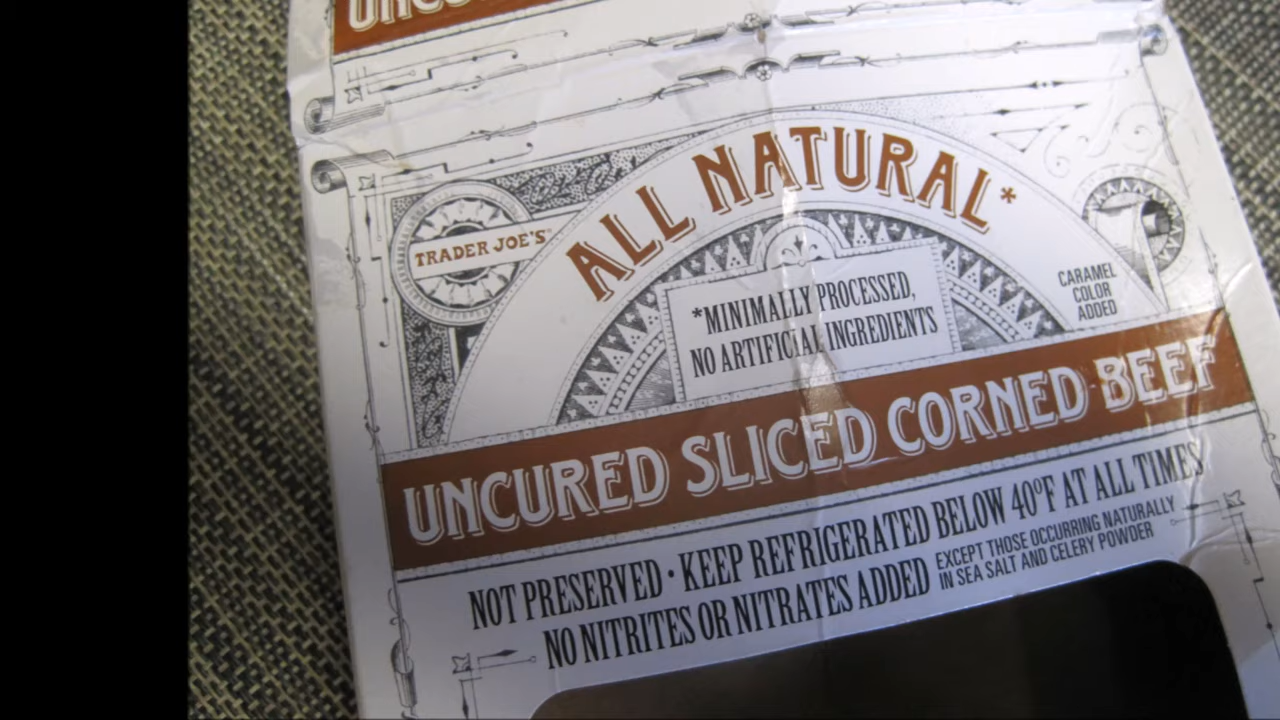 ALL NATURAL*
TRADER JOE'S®
*MINIMALLY PROCESSED,
NO ARTIFICIAL INGREDIENTS
CARAMEL
COLOR
ADDED
UNCURED SLICED CORNED BEEF
NOT PRESERVED • KEEP REFRIGERATED BELOW 40°F AT ALL TIMES
NO NITRITES OR NITRATES ADDED
EXCEPT THOSE OCCURRING NATURALLY
IN SEA SALT AND CELERY POWDER